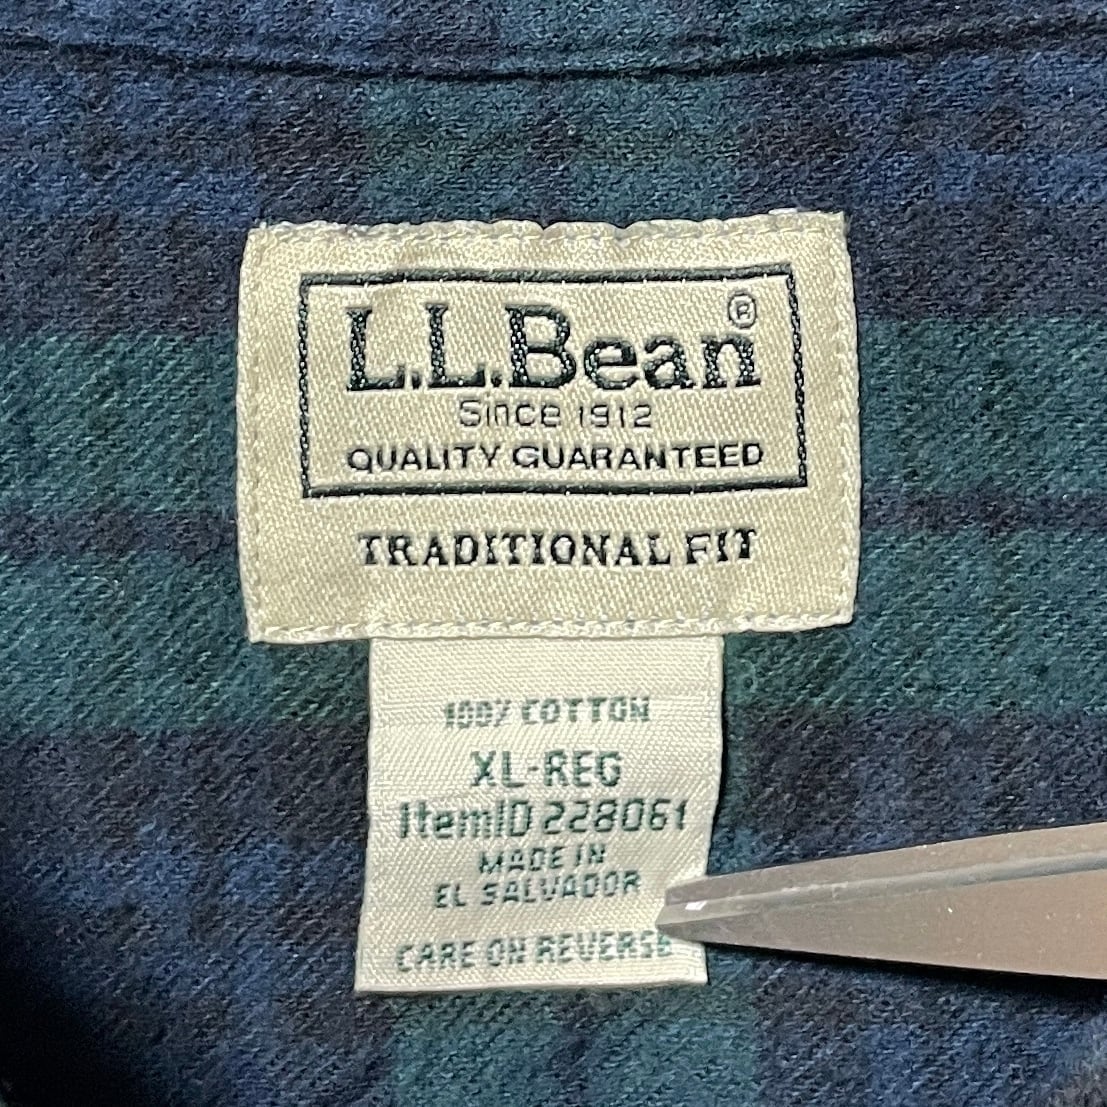 L.L.Bean®
Since 1912
QUALITY GUARANTEED
TRADITIONAL FIT
100% COTTON
XL-REG
ItemID 228061
MADE IN
EL SALVADOR
CARE ON REVERSE